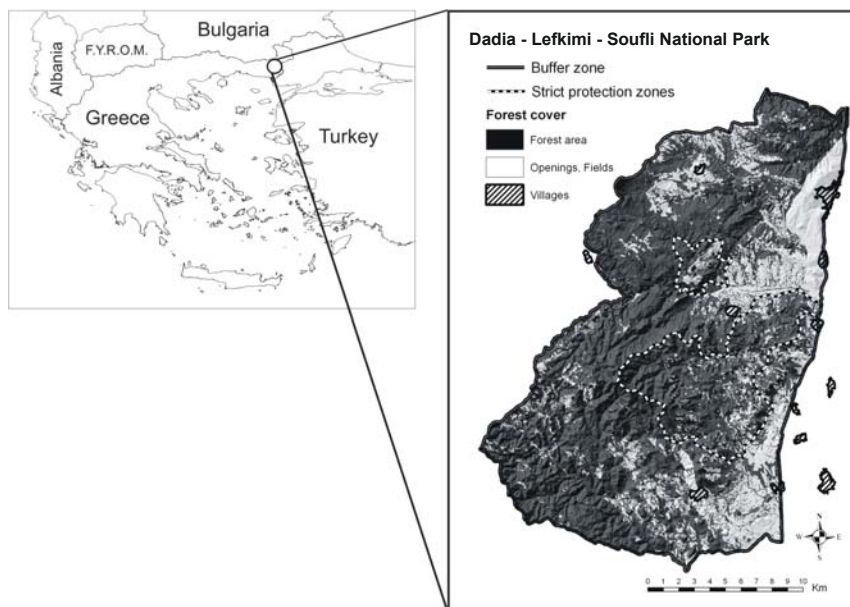 Bulgaria
F.Y.R.O.M.
Albania
Greece
Turkey
Dadia - Lefkimi - Soufli National Park
Buffer zone
Strict protection zones
Forest cover
Forest area
Openings, Fields
Villages
N
W E
S
0 1 2 3 4 5 6 7 8 9 10
Km